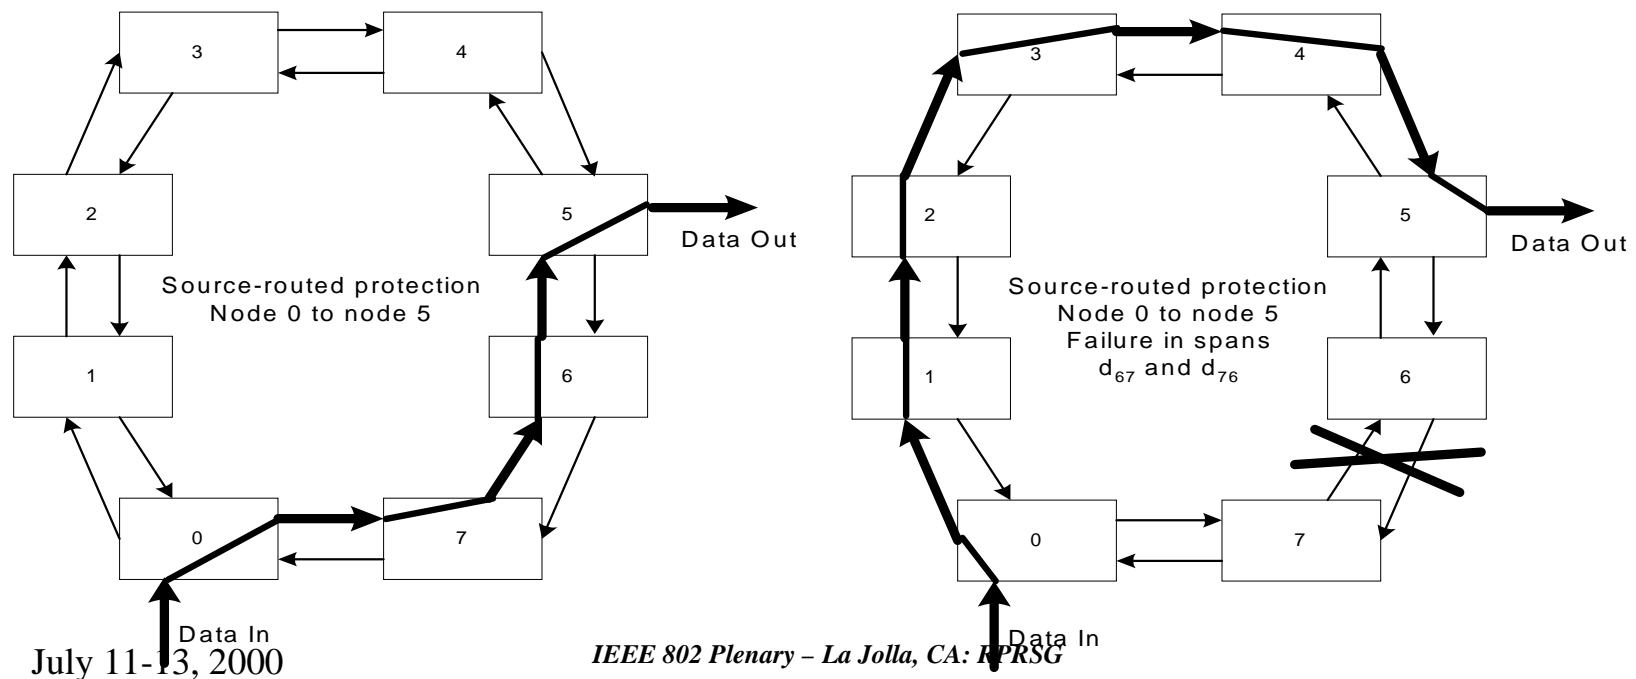 3
4
2
5
Data Out
Source-routed protection
Node 0 to node 5
1
6
0
7
Data In
3
4
2
5
Data Out
Source-routed protection
Node 0 to node 5
Failure in spans
d67 and d76
1
6
0
7
Data In
July 11-13, 2000
IEEE 802 Plenary – La Jolla, CA: RPRSG